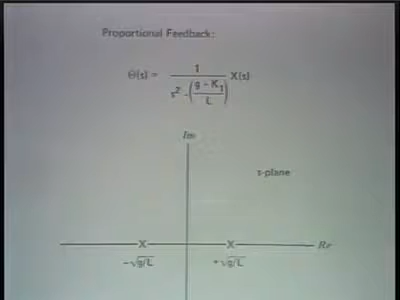 Proportional Feedback:
Θ(s) = 1 / (s² - ((g - K₁) / L)) X(s)
Im
s-plane
X X Re
-√g/L +√g/L